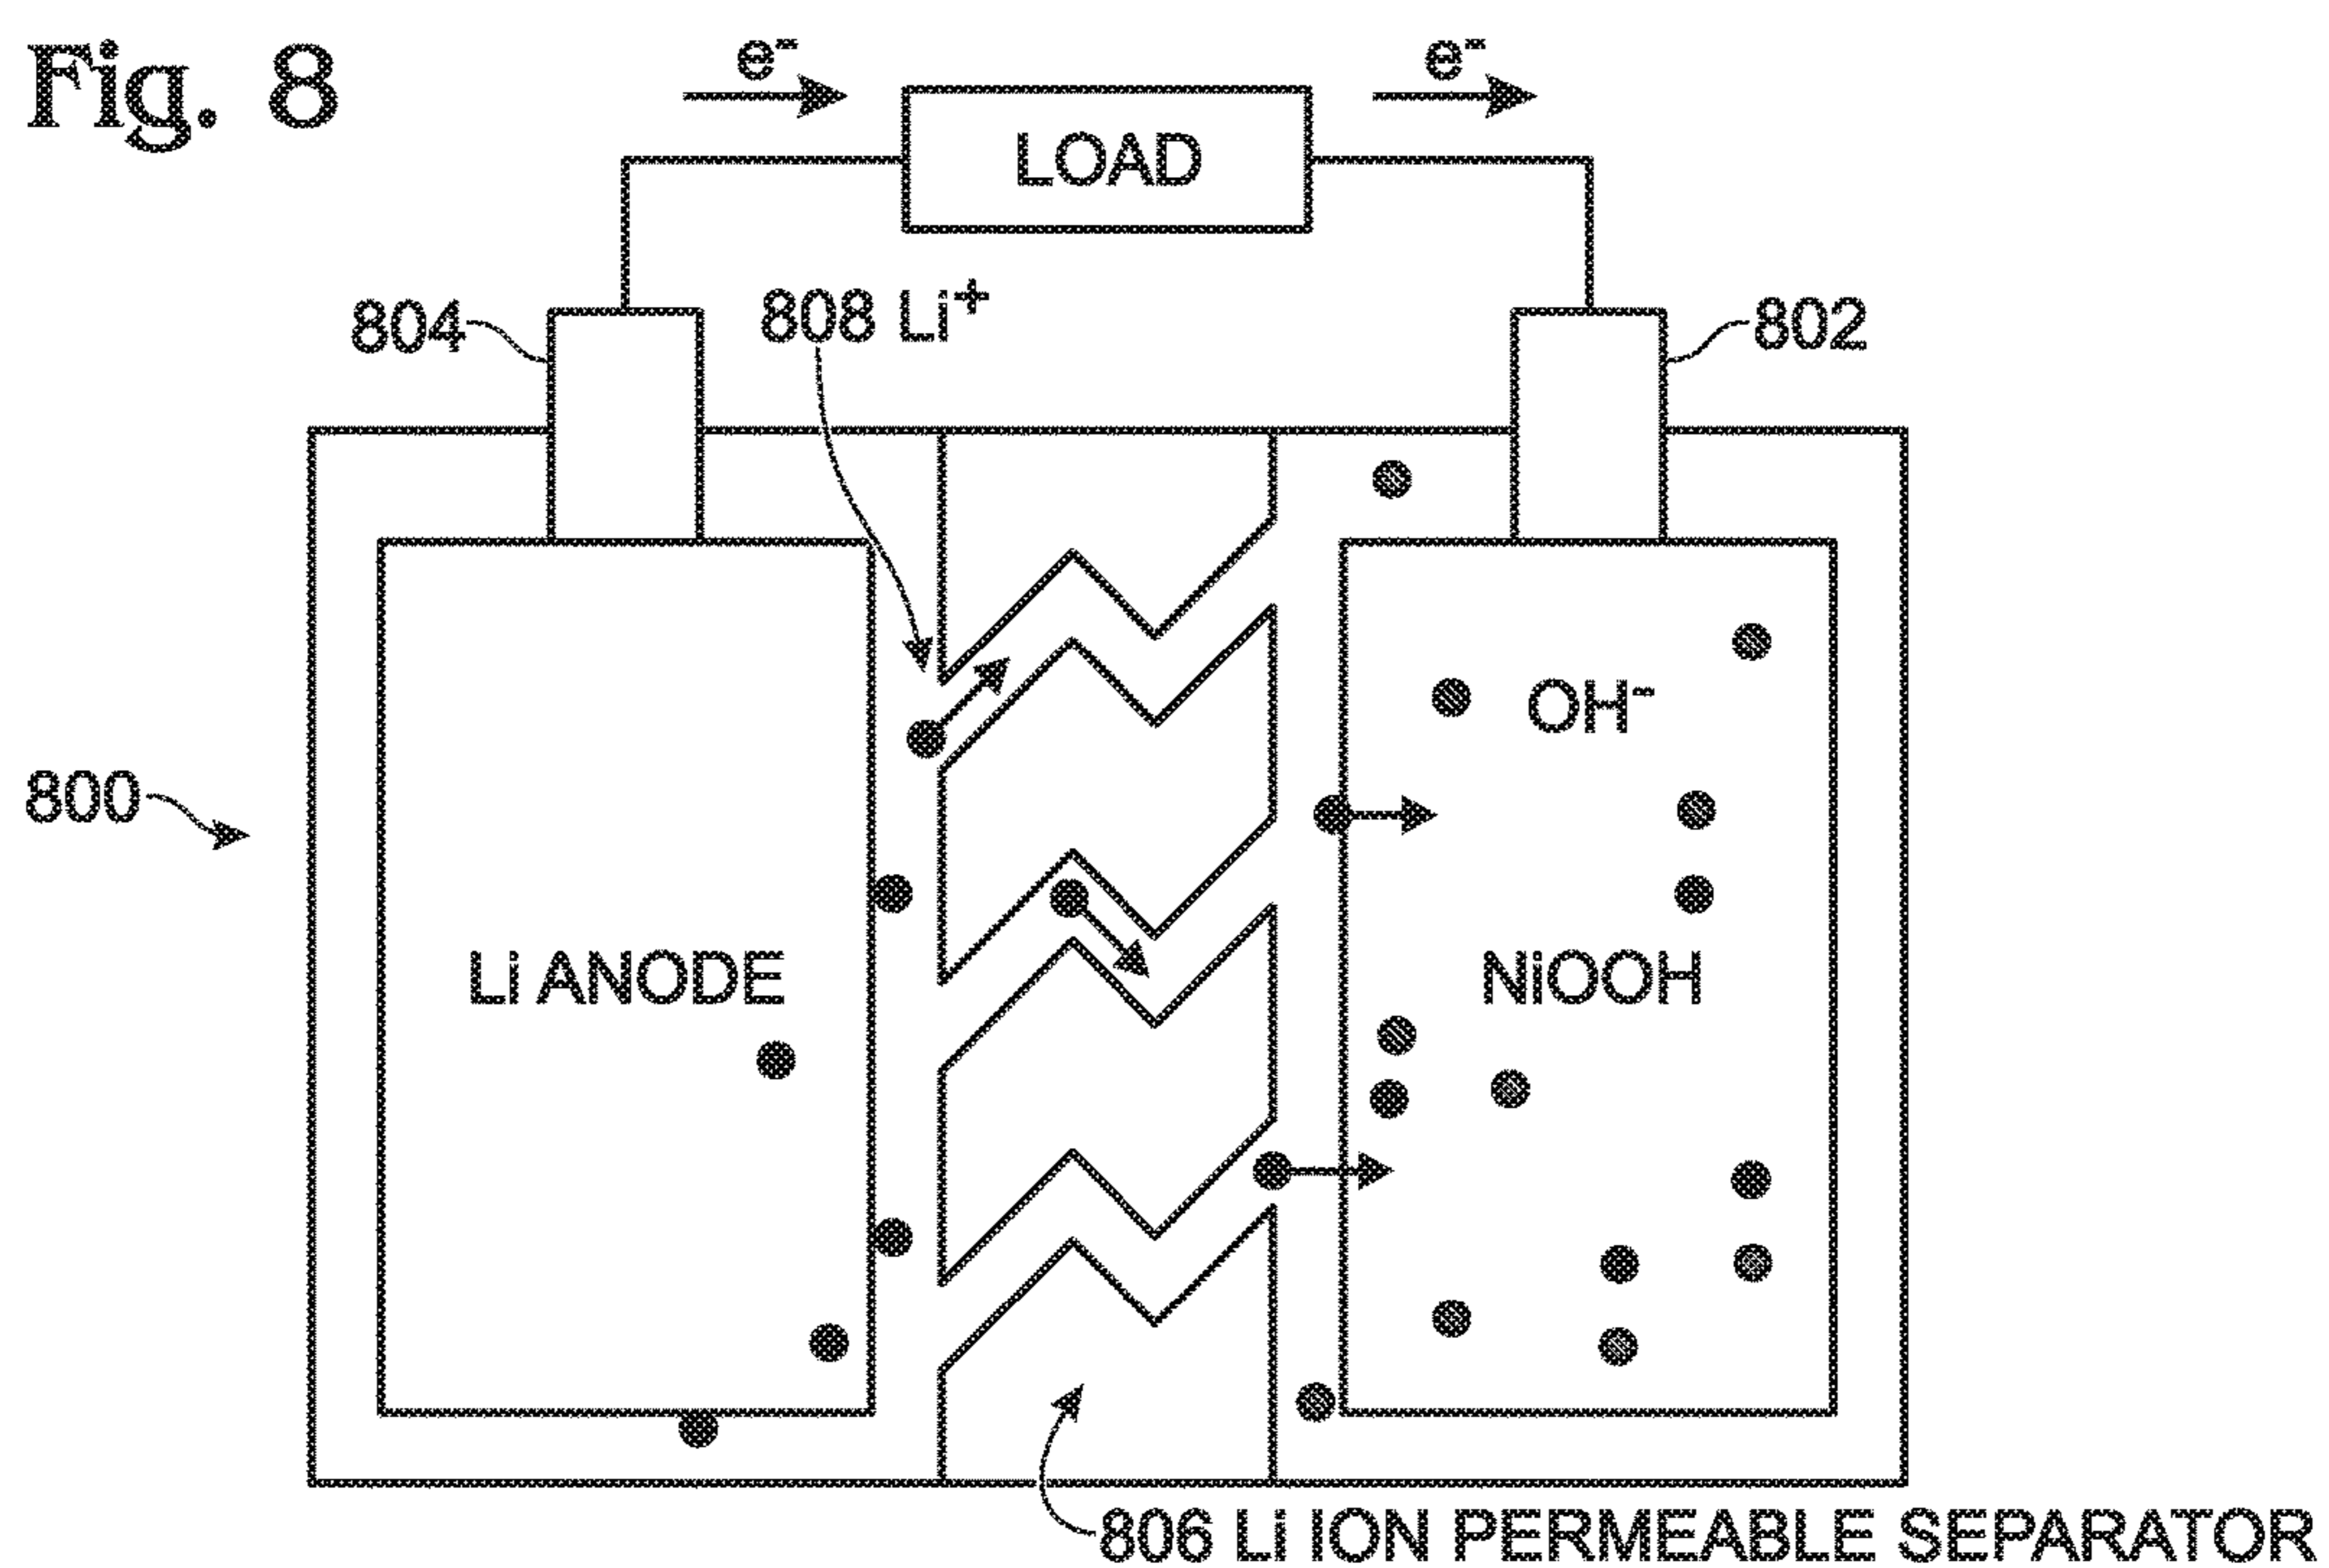 Fig. 8
e⁻
e⁻
LOAD
804
808 Li⁺
802
OH⁻
800
Li ANODE
NiOOH
806 Li ION PERMEABLE SEPARATOR